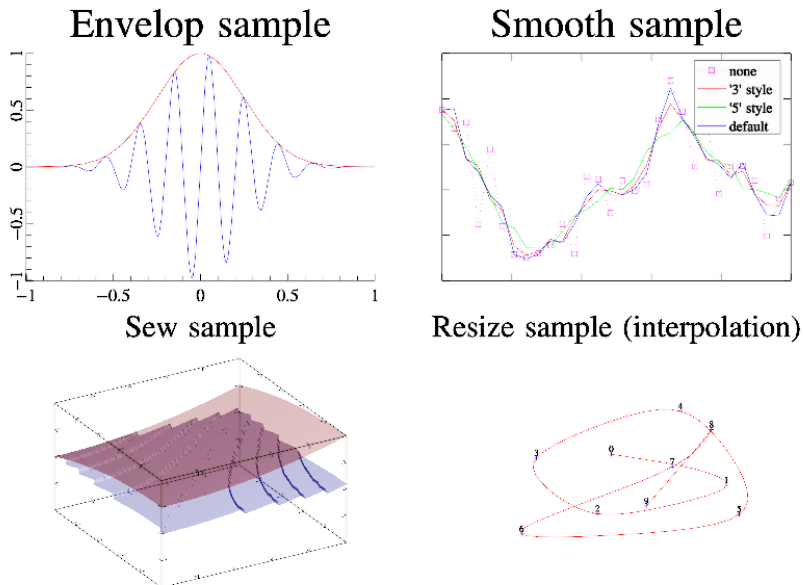 Envelop sample
Smooth sample
1
0.5
0
−0.5
−1
−1
−0.5
0
0.5
1
none
'3' style
'5' style
default
Sew sample
Resize sample (interpolation)
4
8
0
3
7
1
9
2
5
6